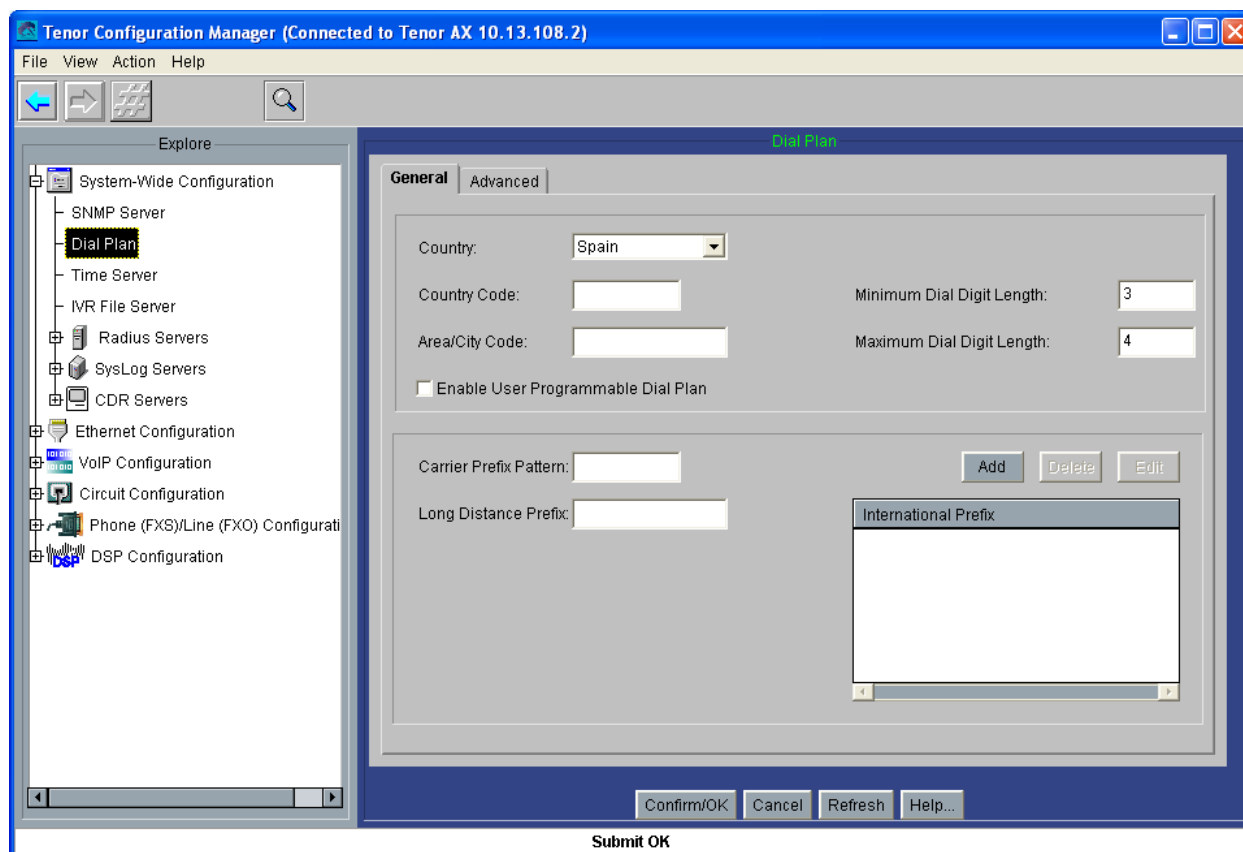 Tenor Configuration Manager (Connected to Tenor AX 10.13.108.2)
File View Action Help
Explore
System-Wide Configuration
SNMP Server
Dial Plan
Time Server
IVR File Server
Radius Servers
SysLog Servers
CDR Servers
Ethernet Configuration
VoIP Configuration
Circuit Configuration
Phone (FXS)/Line (FXO) Configurati
DSP Configuration
Dial Plan
General Advanced
Country: Spain
Country Code: Minimum Dial Digit Length: 3
Area/City Code: Maximum Dial Digit Length: 4
Enable User Programmable Dial Plan
Carrier Prefix Pattern: Add Delete Edit
Long Distance Prefix: International Prefix
Confirm/OK Cancel Refresh Help...
Submit OK